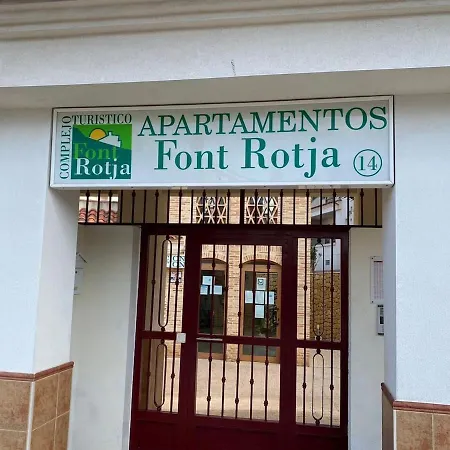 COMPLEJO
TURISTICO
Font
Rotja
APARTAMENTOS
Font Rotja 14